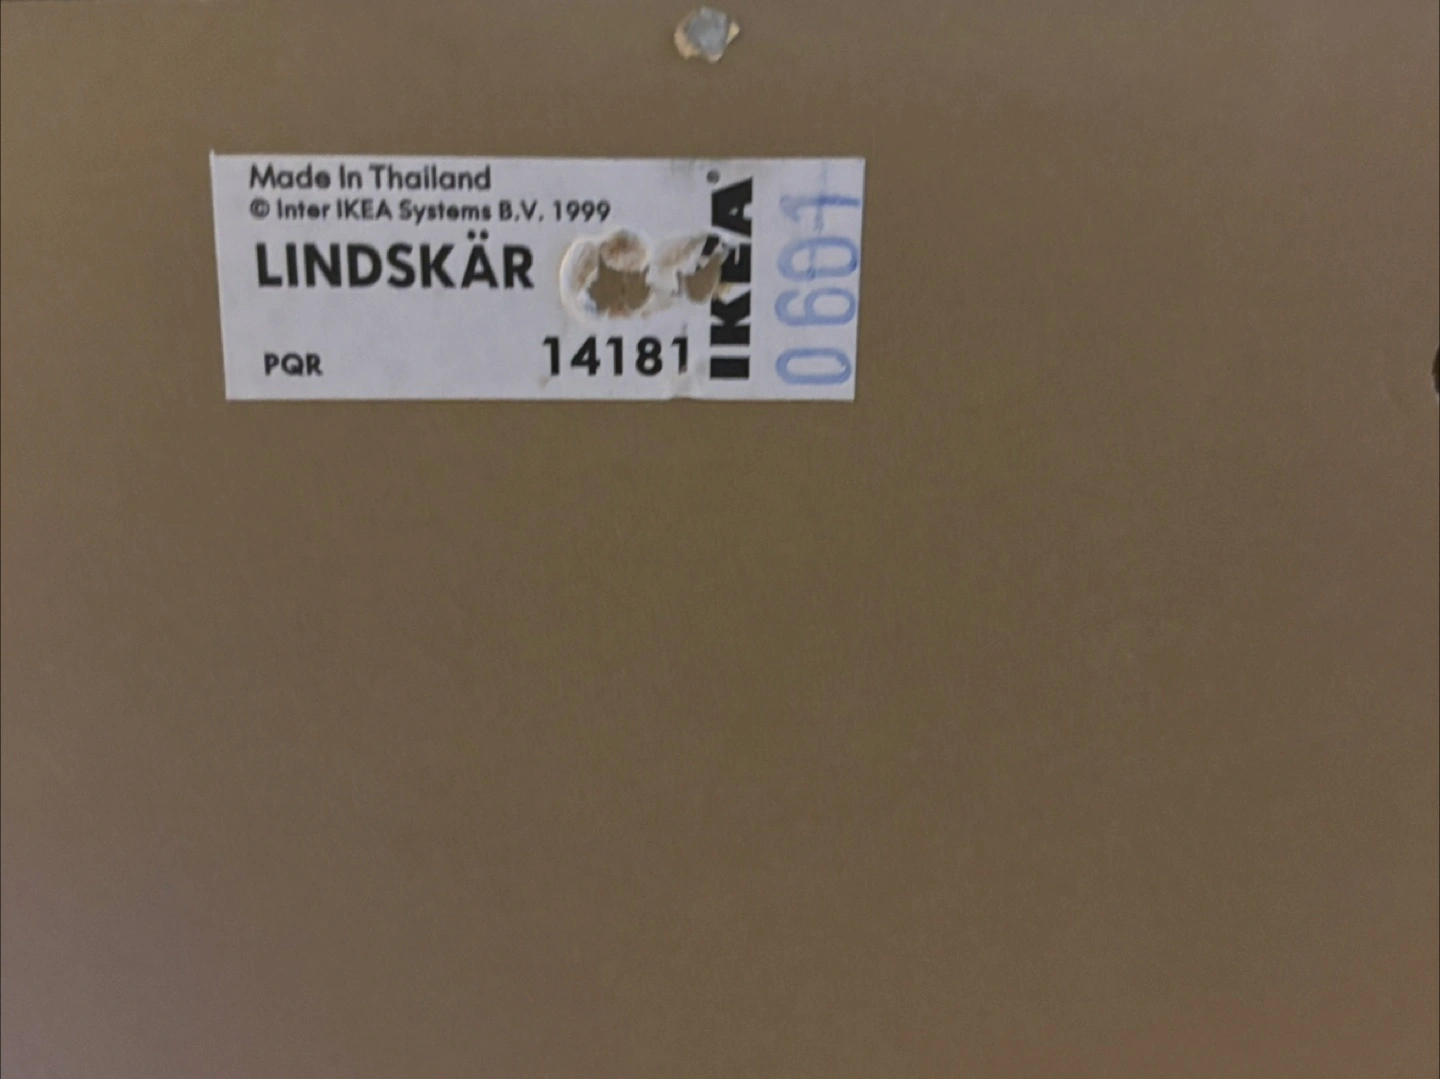 Made in Thailand
© Inter IKEA Systems B.V. 1999
LINDSKÄR
PQR
14181
IKEA®
0601